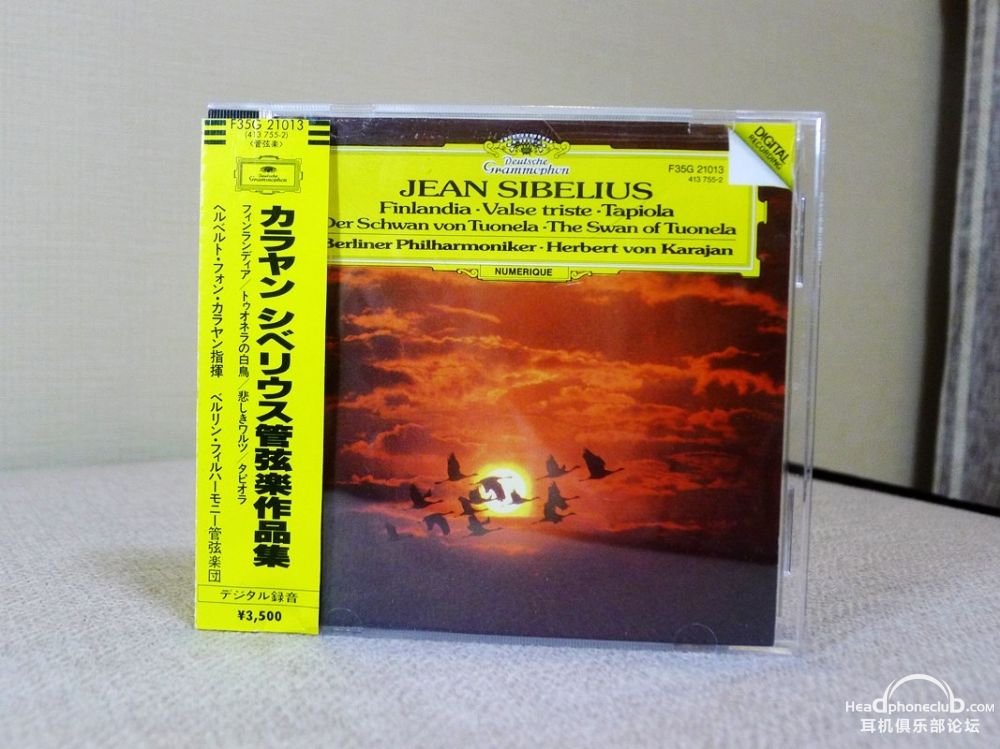 F35G 21013
(413 755-2)
〈管弦楽〉
Deutsche
Grammophon
カラヤン シベリウス管弦楽作品集
フィンランディア/トゥオネラの白鳥/悲しきワルツ/タピオラ
ヘルベルト・フォン・カラヤン指揮 ベルリン・フィルハーモニー管弦楽団
デジタル録音
¥3,500
Deutsche
Grammophon
F35G 21013
413 755-2
DIGITAL
RECORDING
JEAN SIBELIUS
Finlandia · Valse triste · Tapiola
Der Schwan von Tuonela · The Swan of Tuonela
Berliner Philharmoniker · Herbert von Karajan
NUMERIQUE
HeadphoneclubD.COM
耳机俱乐部论坛